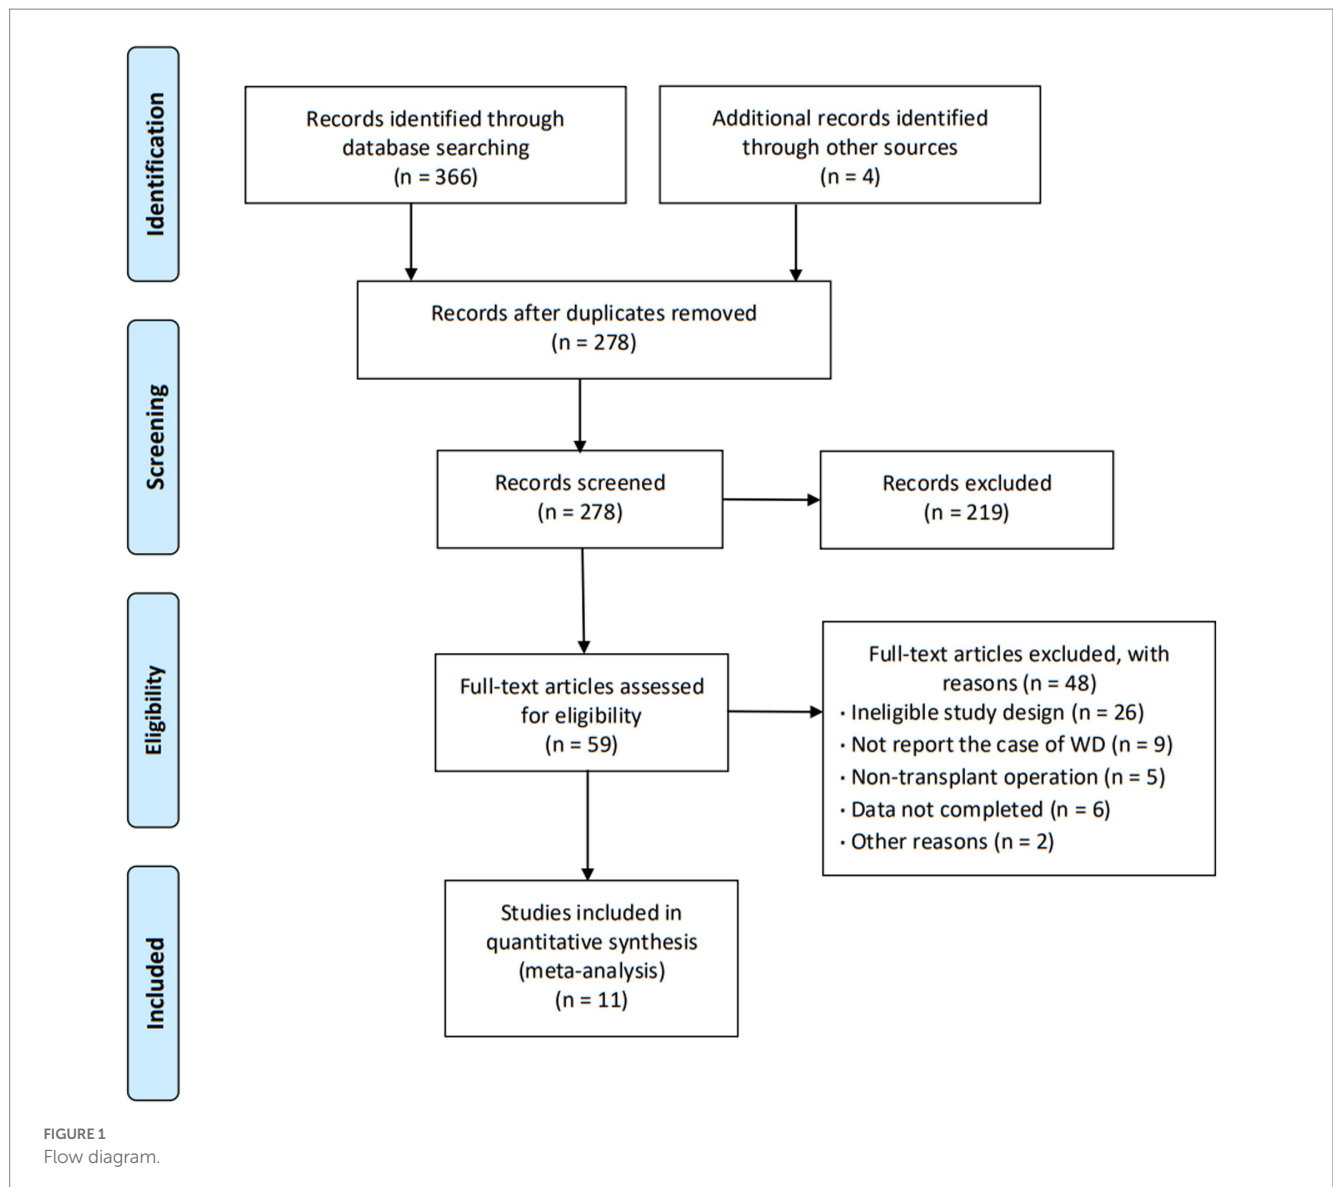 Identification
Records identified through
database searching
(n = 366)
Additional records identified
through other sources
(n = 4)
Records after duplicates removed
(n = 278)
Screening
Records screened
(n = 278)
Records excluded
(n = 219)
Eligibility
Full-text articles assessed
for eligibility
(n = 59)
Full-text articles excluded, with
reasons (n = 48)
· Ineligible study design (n = 26)
· Not report the case of WD (n = 9)
· Non-transplant operation (n = 5)
· Data not completed (n = 6)
· Other reasons (n = 2)
Included
Studies included in
quantitative synthesis
(meta-analysis)
(n = 11)
FIGURE 1
Flow diagram.